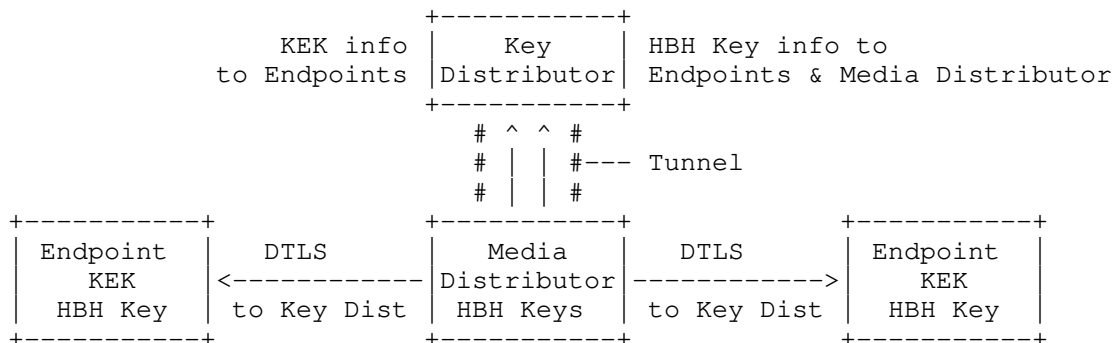 +-----------+
KEK info |    Key    | HBH Key info to
to Endpoints |Distributor| Endpoints & Media Distributor
+-----------+
# ^ ^ #
# | | #--- Tunnel
# | | #
+-----------+             +-----------+             +-----------+
|  Endpoint |   DTLS      |   Media   |   DTLS      |  Endpoint |
|    KEK    |<------------|Distributor|------------>|    KEK    |
|  HBH Key  | to Key Dist | HBH Keys  | to Key Dist |  HBH Key  |
+-----------+             +-----------+             +-----------+